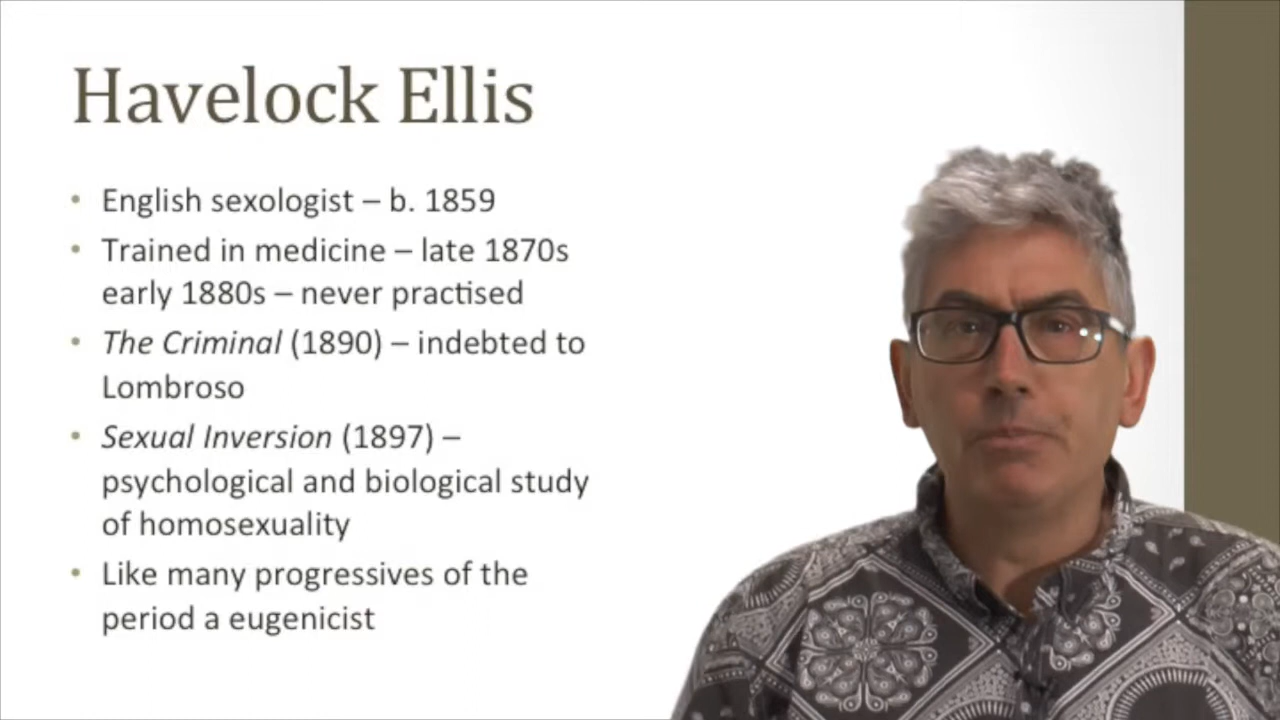 Havelock Ellis
• English sexologist – b. 1859
• Trained in medicine – late 1870s
early 1880s – never practised
• The Criminal (1890) – indebted to
Lombroso
• Sexual Inversion (1897) –
psychological and biological study
of homosexuality
• Like many progressives of the
period a eugenicist